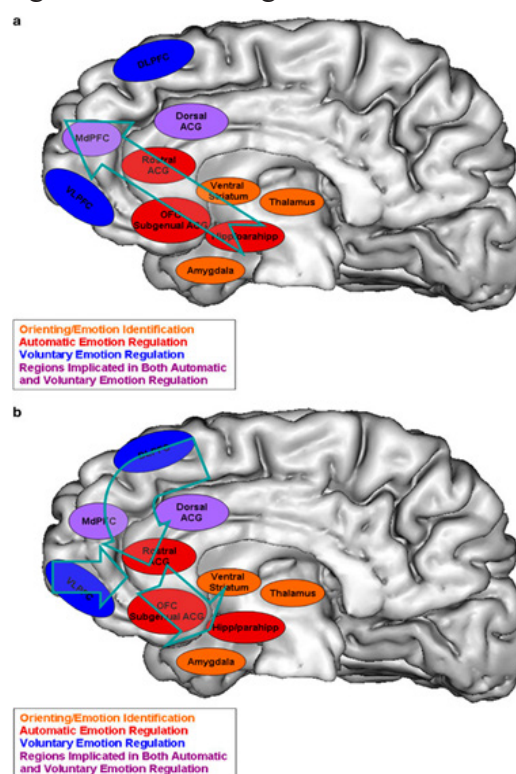 a
DLPFC
Dorsal
ACG
MdPFC
Rostral
ACG
VLPFC
Ventral
Striatum
Thalamus
OFC
Subgenual ACG
Hipp/parahipp
Amygdala
Orienting/Emotion Identification
Automatic Emotion Regulation
Voluntary Emotion Regulation
Regions Implicated in Both Automatic
and Voluntary Emotion Regulation
b
MdPFC
Dorsal
ACG
Rostral
ACG
VLPFC
Ventral
Striatum
Thalamus
OFC
Subgenual ACG
Hipp/parahipp
Amygdala
Orienting/Emotion Identification
Automatic Emotion Regulation
Voluntary Emotion Regulation
Regions Implicated in Both Automatic
and Voluntary Emotion Regulation